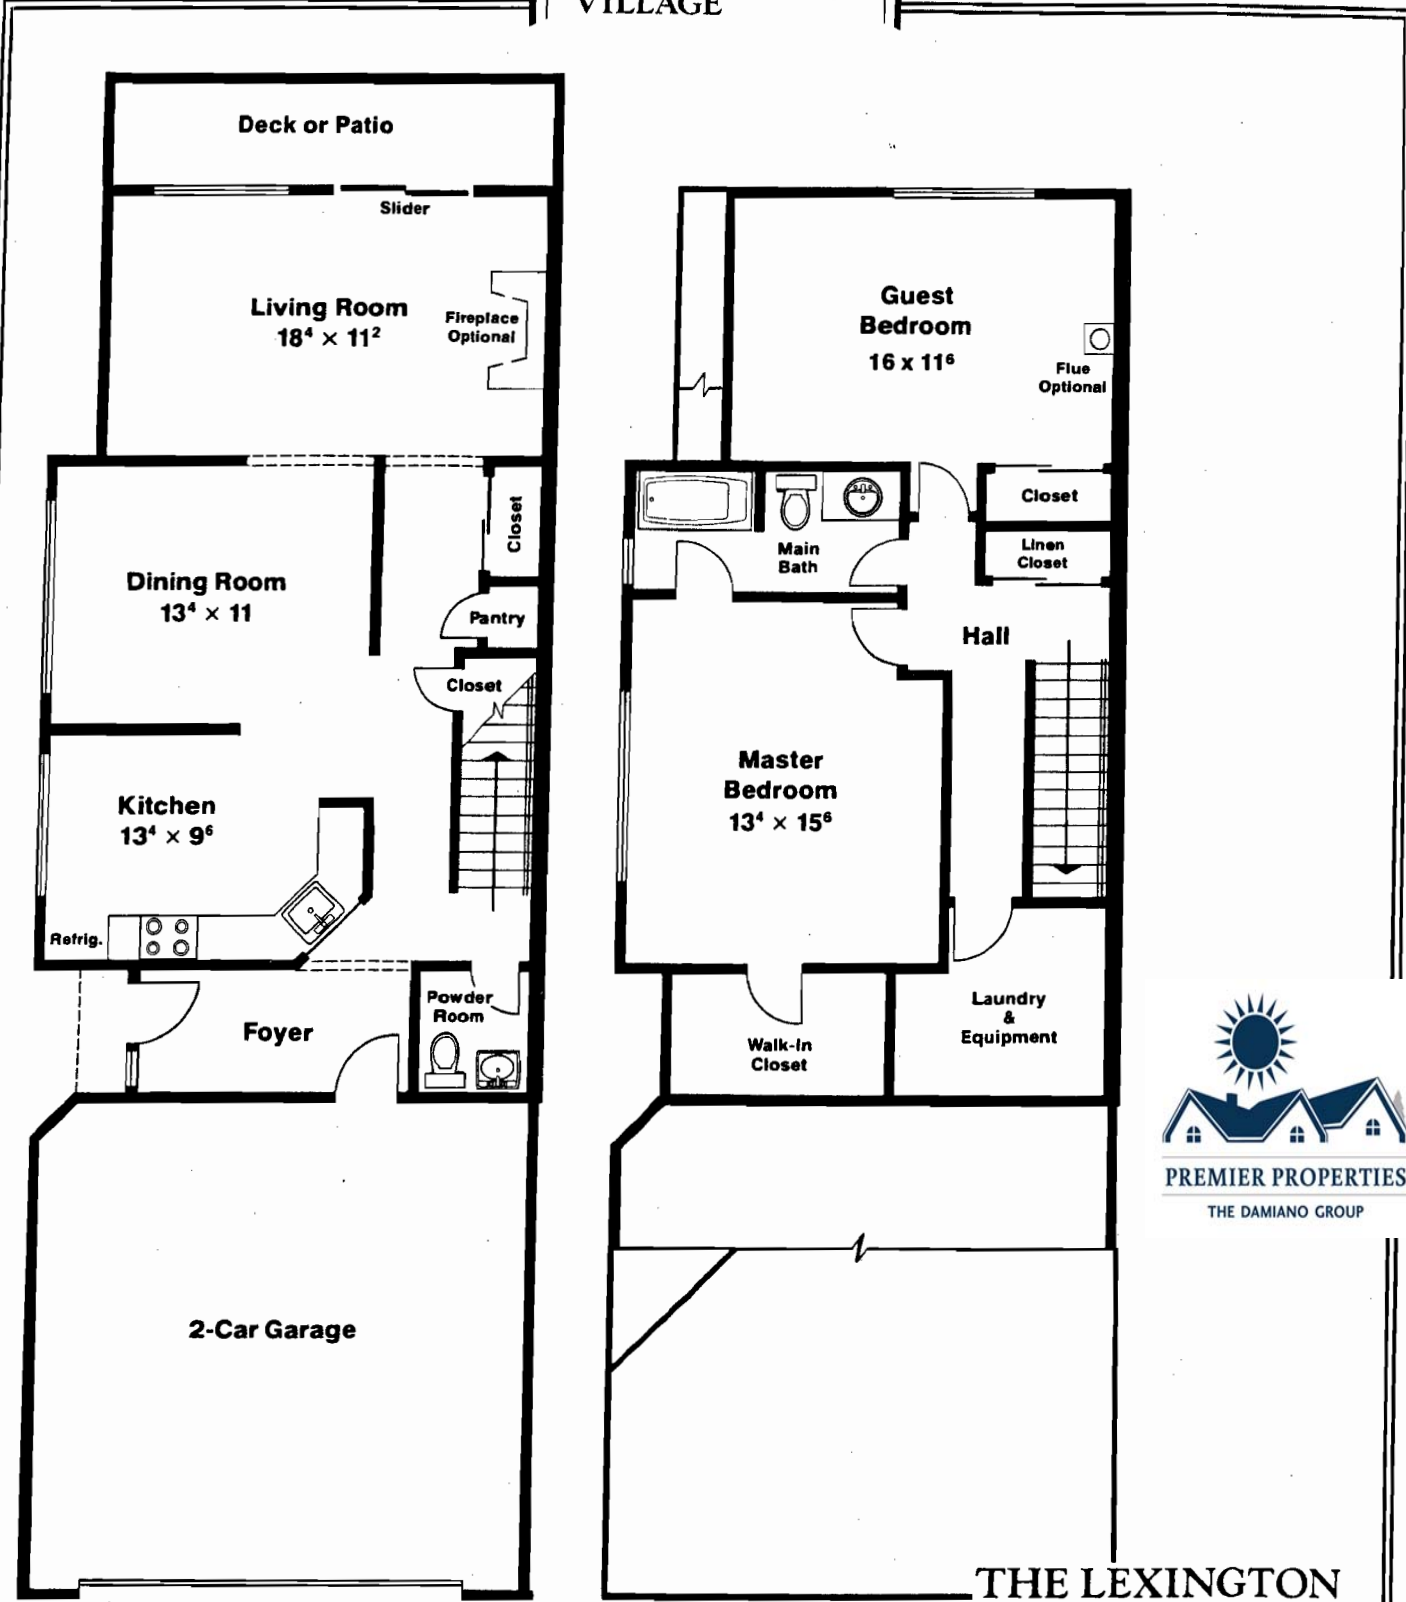 VILLAGE
Deck or Patio
Slider
Living Room
18⁴ × 11²
Fireplace
Optional
Dining Room
13⁴ × 11
Closet
Pantry
Closet
Kitchen
13⁴ × 9⁶
Refrig.
Powder
Room
Foyer
2-Car Garage
Guest
Bedroom
16 x 11⁶
Flue
Optional
Closet
Linen
Closet
Main
Bath
Hall
Master
Bedroom
13⁴ × 15⁶
Walk-In
Closet
Laundry
&
Equipment
PREMIER PROPERTIES
THE DAMIANO GROUP
THE LEXINGTON